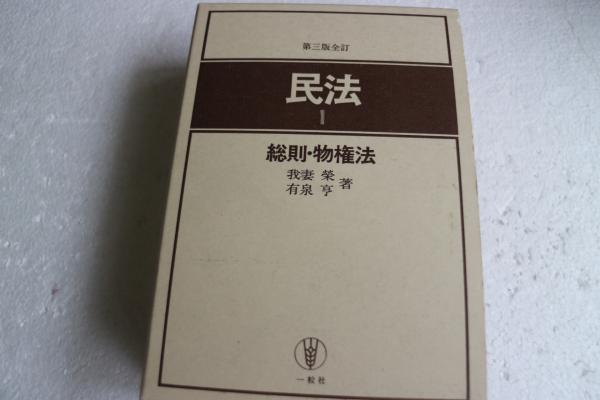 第三版全訂
民法
1
総則・物権法
我妻 榮
有泉 亨 著
一粒社